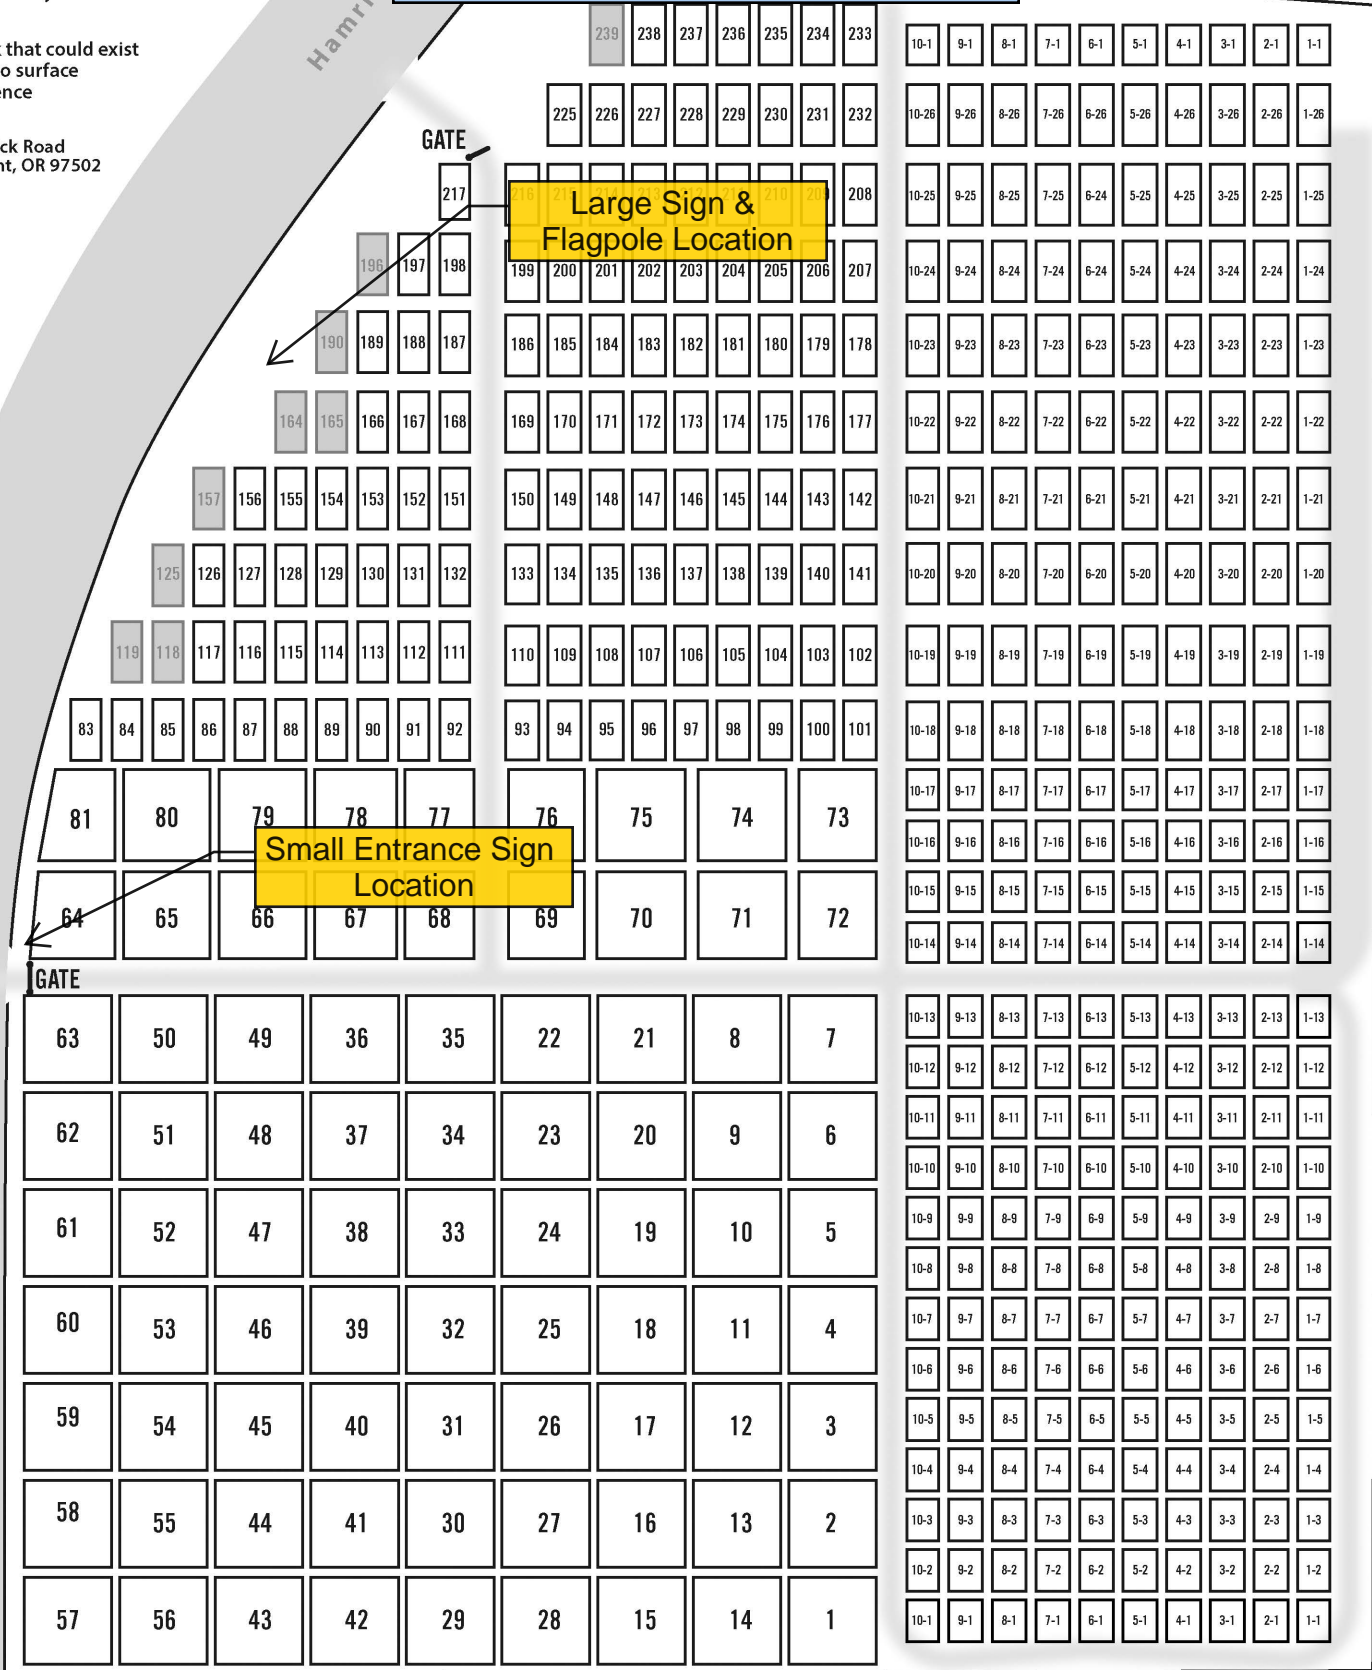 that could exist
o surface
ence
ck Road
nt, OR 97502
Hamr
239 238 237 236 235 234 233 10-1 9-1 8-1 7-1 6-1 5-1 4-1 3-1 2-1 1-1
225 226 227 228 229 230 231 232 10-26 9-26 8-26 7-26 6-26 5-26 4-26 3-26 2-26 1-26
GATE
217 216 213 210 209 208 10-25 9-25 8-25 7-25 6-24 5-25 4-25 3-25 2-25 1-25
Large Sign &
Flagpole Location
196 197 198 199 200 201 202 203 204 205 206 207 10-24 9-24 8-24 7-24 6-24 5-24 4-24 3-24 2-24 1-24
190 189 188 187 186 185 184 183 182 181 180 179 178 10-23 9-23 8-23 7-23 6-23 5-23 4-23 3-23 2-23 1-23
164 165 166 167 168 169 170 171 172 173 174 175 176 177 10-22 9-22 8-22 7-22 6-22 5-22 4-22 3-22 2-22 1-22
157 156 155 154 153 152 151 150 149 148 147 146 145 144 143 142 10-21 9-21 8-21 7-21 6-21 5-21 4-21 3-21 2-21 1-21
125 126 127 128 129 130 131 132 133 134 135 136 137 138 139 140 141 10-20 9-20 8-20 7-20 6-20 5-20 4-20 3-20 2-20 1-20
119 118 117 116 115 114 113 112 111 110 109 108 107 106 105 104 103 102 10-19 9-19 8-19 7-19 6-19 5-19 4-19 3-19 2-19 1-19
83 84 85 86 87 88 89 90 91 92 93 94 95 96 97 98 99 100 101 10-18 9-18 8-18 7-18 6-18 5-18 4-18 3-18 2-18 1-18
10-17 9-17 8-17 7-17 6-17 5-17 4-17 3-17 2-17 1-17
81 80 79 78 77 76 75 74 73
10-16 9-16 8-16 7-16 6-16 5-16 4-16 3-16 2-16 1-16
Small Entrance Sign
Location
10-15 9-15 8-15 7-15 6-15 5-15 4-15 3-15 2-15 1-15
64 65 66 67 68 69 70 71 72
10-14 9-14 8-14 7-14 6-14 5-14 4-14 3-14 2-14 1-14
GATE
63 50 49 36 35 22 21 8 7
10-13 9-13 8-13 7-13 6-13 5-13 4-13 3-13 2-13 1-13
10-12 9-12 8-12 7-12 6-12 5-12 4-12 3-12 2-12 1-12
62 51 48 37 34 23 20 9 6
10-11 9-11 8-11 7-11 6-11 5-11 4-11 3-11 2-11 1-11
10-10 9-10 8-10 7-10 6-10 5-10 4-10 3-10 2-10 1-10
61 52 47 38 33 24 19 10 5
10-9 9-9 8-9 7-9 6-9 5-9 4-9 3-9 2-9 1-9
10-8 9-8 8-8 7-8 6-8 5-8 4-8 3-8 2-8 1-8
60 53 46 39 32 25 18 11 4
10-7 9-7 8-7 7-7 6-7 5-7 4-7 3-7 2-7 1-7
10-6 9-6 8-6 7-6 6-6 5-6 4-6 3-6 2-6 1-6
59 54 45 40 31 26 17 12 3
10-5 9-5 8-5 7-5 6-5 5-5 4-5 3-5 2-5 1-5
10-4 9-4 8-4 7-4 6-4 5-4 4-4 3-4 2-4 1-4
58 55 44 41 30 27 16 13 2
10-3 9-3 8-3 7-3 6-3 5-3 4-3 3-3 2-3 1-3
10-2 9-2 8-2 7-2 6-2 5-2 4-2 3-2 2-2 1-2
57 56 43 42 29 28 15 14 1
10-1 9-1 8-1 7-1 6-1 5-1 4-1 3-1 2-1 1-1